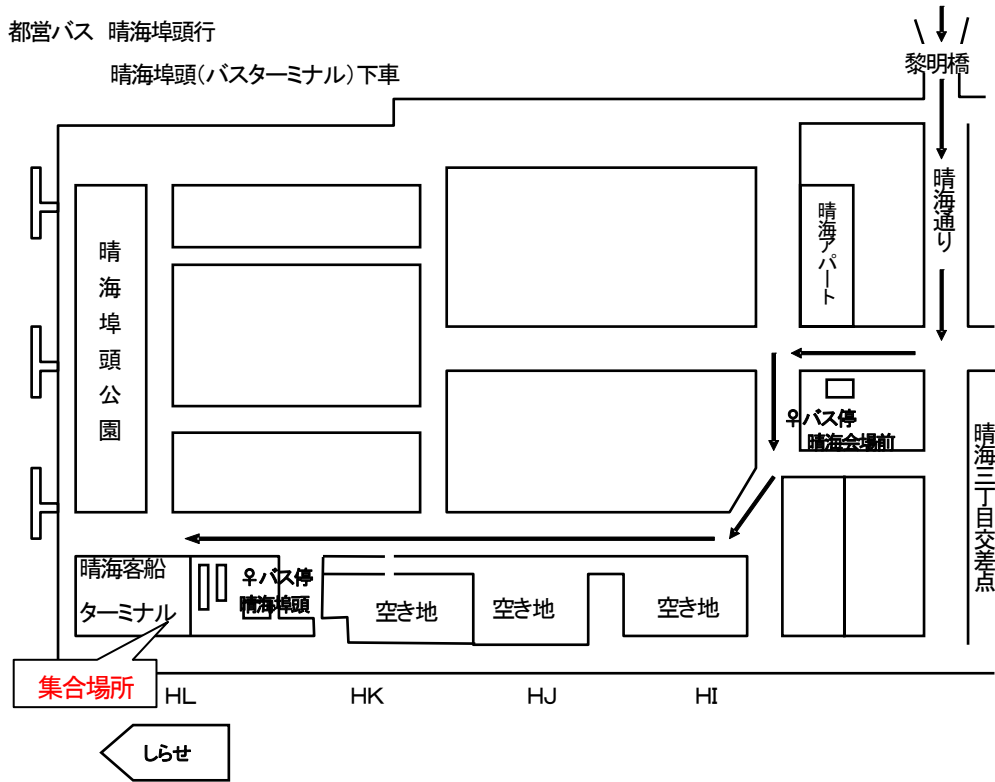 都営バス 晴海埠頭行
晴海埠頭(バスターミナル)下車
黎明橋
晴海通り
晴海アパート
晴海埠頭公園
♀バス停
晴海会場前
晴海三丁目交差点
晴海客船
ターミナル
♀バス停
晴海埠頭
空き地
空き地
空き地
集合場所
HL
HK
HJ
HI
しらせ